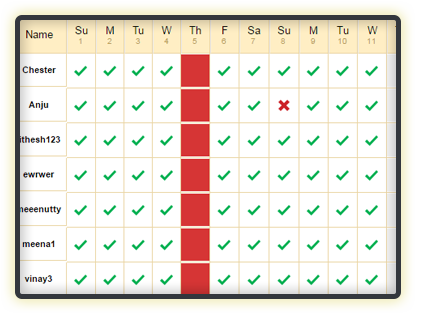 Name Su M Tu W Th F Sa Su M Tu W
1 2 3 4 5 6 7 8 9 10 11
Chester
Anju
ithesh123
ewrwer
neeenutty
meena1
vinay3